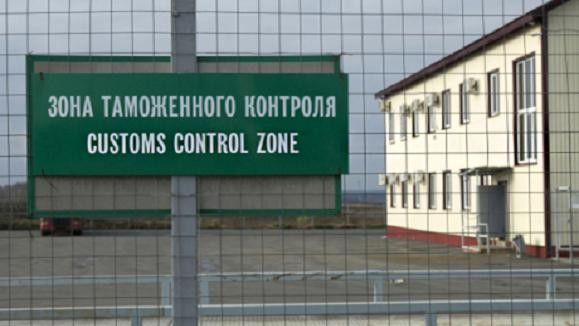 ЗОНА ТАМОЖЕННОГО КОНТРОЛЯ
CUSTOMS CONTROL ZONE